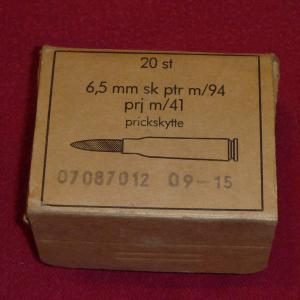 20 st
6,5 mm sk ptr m/94
prj m/41
prickskytte
07087012 09-15